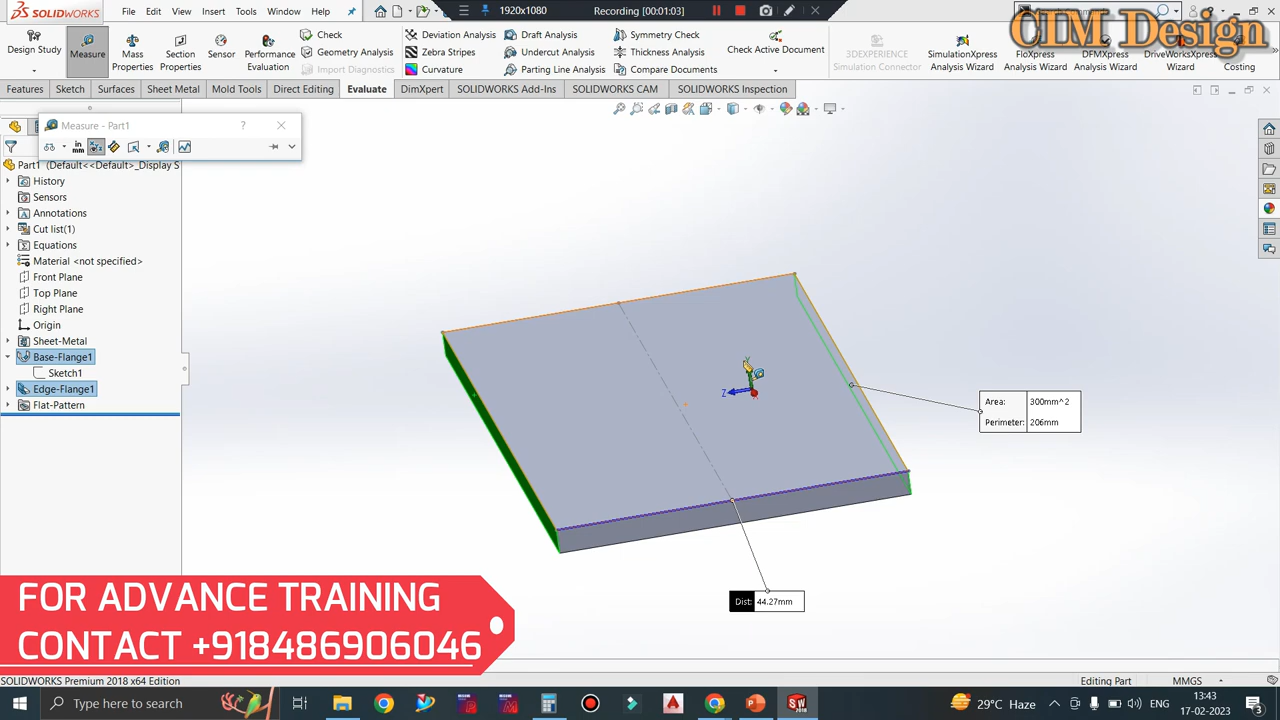 SOLIDWORKS
File Edit View Insert Tools Window
1920x1080
Recording [00:01:03]
CIM Design
Design Study
Measure
Mass Properties
Section Properties
Sensor
Performance Evaluation
Check
Geometry Analysis
Import Diagnostics
Deviation Analysis
Zebra Stripes
Curvature
Draft Analysis
Undercut Analysis
Parting Line Analysis
Symmetry Check
Thickness Analysis
Compare Documents
Check Active Document
3DEXPERIENCE Simulation Connector
SimulationXpress Analysis Wizard
FloXpress Analysis Wizard
DFMXpress Analysis Wizard
DriveWorksXpress Wizard
Costing
Features Sketch Surfaces Sheet Metal Mold Tools Direct Editing Evaluate DimXpert SOLIDWORKS Add-Ins SOLIDWORKS CAM SOLIDWORKS Inspection
Measure - Part1
?
in
mm
Part1 (Default<<Default>_Display S
History
Sensors
Annotations
Cut list(1)
Equations
Material <not specified>
Front Plane
Top Plane
Right Plane
Origin
Sheet-Metal
Base-Flange1
Sketch1
Edge-Flange1
Flat-Pattern
Y
Z
Area: 300mm^2
Perimeter: 206mm
Dist: 44.27mm
FOR ADVANCE TRAINING
CONTACT +918486906046
SOLIDWORKS Premium 2018 x64 Edition
Editing Part
MMGS
Type here to search
29°C Haze
ENG
13:43
17-02-2023
3